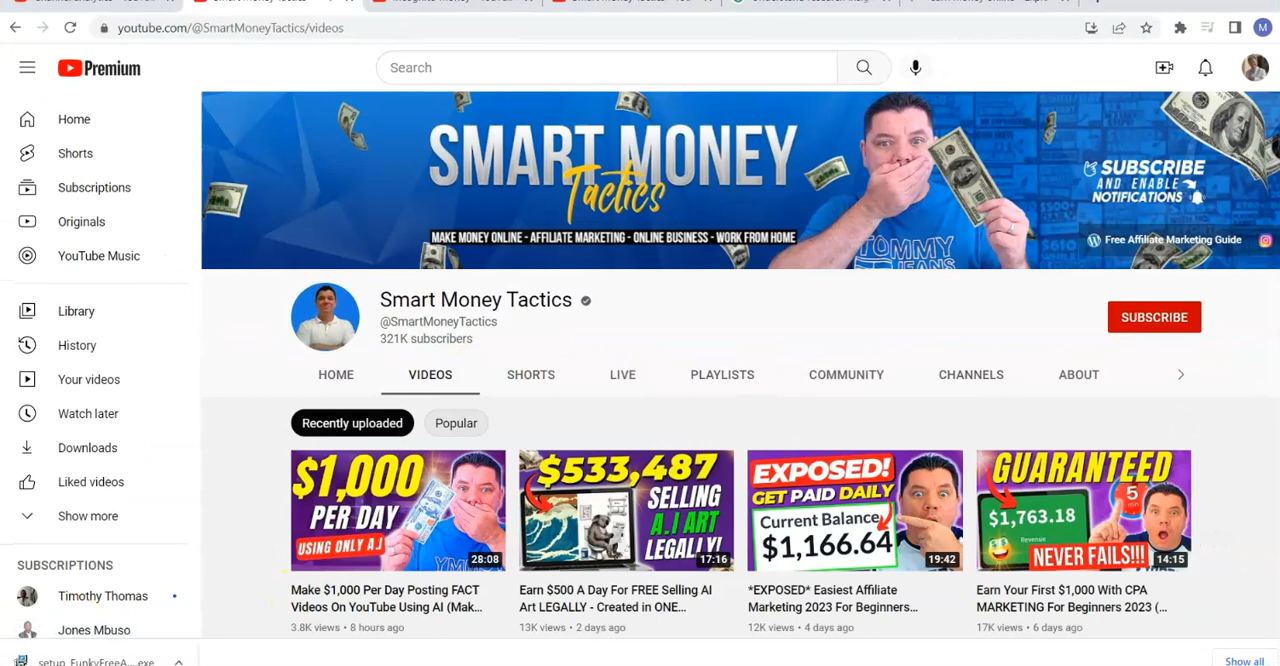 youtube.com/@SmartMoneyTactics/videos
M
Premium
Search
Home
Shorts
Subscriptions
Originals
YouTube Music
Library
History
Your videos
Watch later
Downloads
Liked videos
Show more
SUBSCRIPTIONS
Timothy Thomas
Jones Mbuso
SMART MONEY
Tactics
MAKE MONEY ONLINE - AFFILIATE MARKETING - ONLINE BUSINESS - WORK FROM HOME
TOMMY
JEANS
SUBSCRIBE
AND ENABLE
NOTIFICATIONS
Free Affiliate Marketing Guide
Smart Money Tactics
@SmartMoneyTactics
321K subscribers
SUBSCRIBE
HOME VIDEOS SHORTS LIVE PLAYLISTS COMMUNITY CHANNELS ABOUT
Recently uploaded Popular
$1,000
PER DAY
USING ONLY A.I
28:08
Make $1,000 Per Day Posting FACT
Videos On YouTube Using AI (Mak...
3.8K views • 8 hours ago
$533,487
SELLING
A.I ART
LEGALLY!
17:16
Earn $500 A Day For FREE Selling AI
Art LEGALLY - Created in ONE...
13K views • 2 days ago
EXPOSED!
GET PAID DAILY
Current Balance
$1,166.64
19:42
*EXPOSED* Easiest Affiliate
Marketing 2023 For Beginners...
12K views • 4 days ago
GUARANTEED
5
$1,763.18
Revenue
NEVER FAILS!!!
14:15
Earn Your First $1,000 With CPA
MARKETING For Beginners 2023 (...
17K views • 6 days ago
setup_FunkyFreeA....exe
Show all